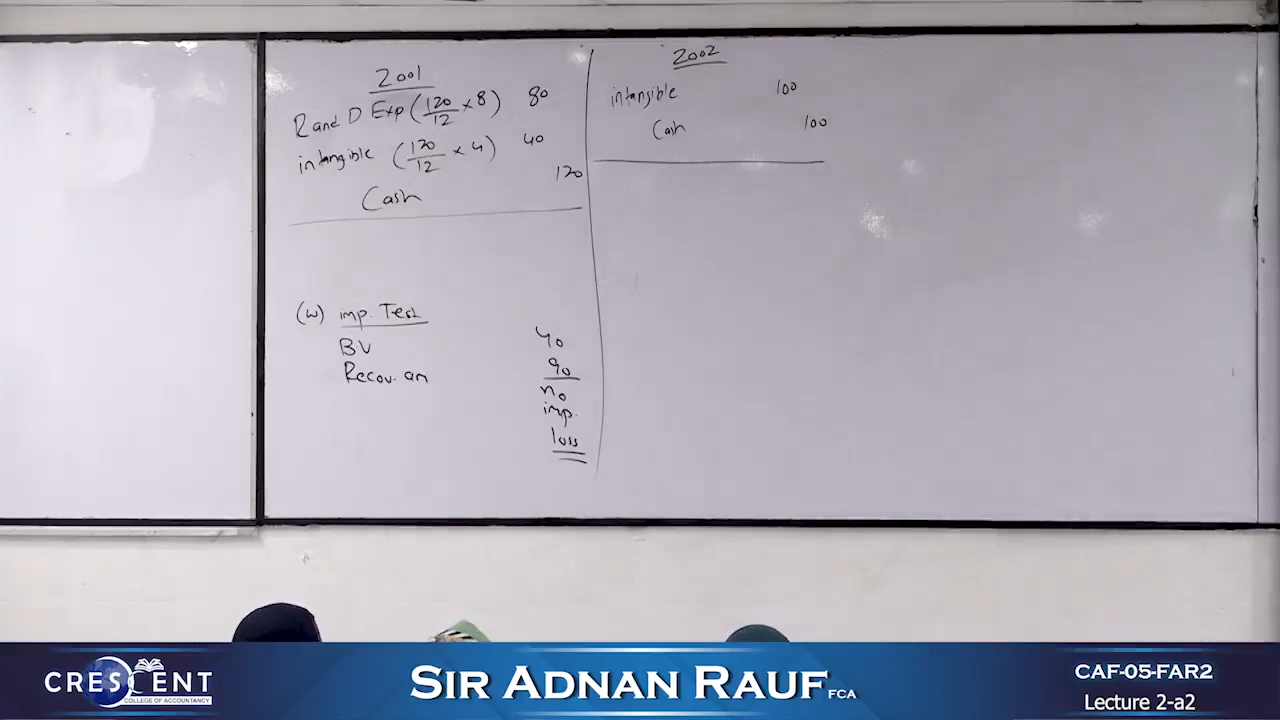 2001
R and D Exp (120/12 x 8) 80
intangible (120/12 x 4) 40
120
Cash
(W) imp. Test
BV 40
Recov. am 90
no
imp.
loss
2002
intangible 100
Cash 100
CRESCENT
COLLEGE OF ACCOUNTANCY
SIR ADNAN RAUF FCA
CAF-05-FAR2
Lecture 2-a2